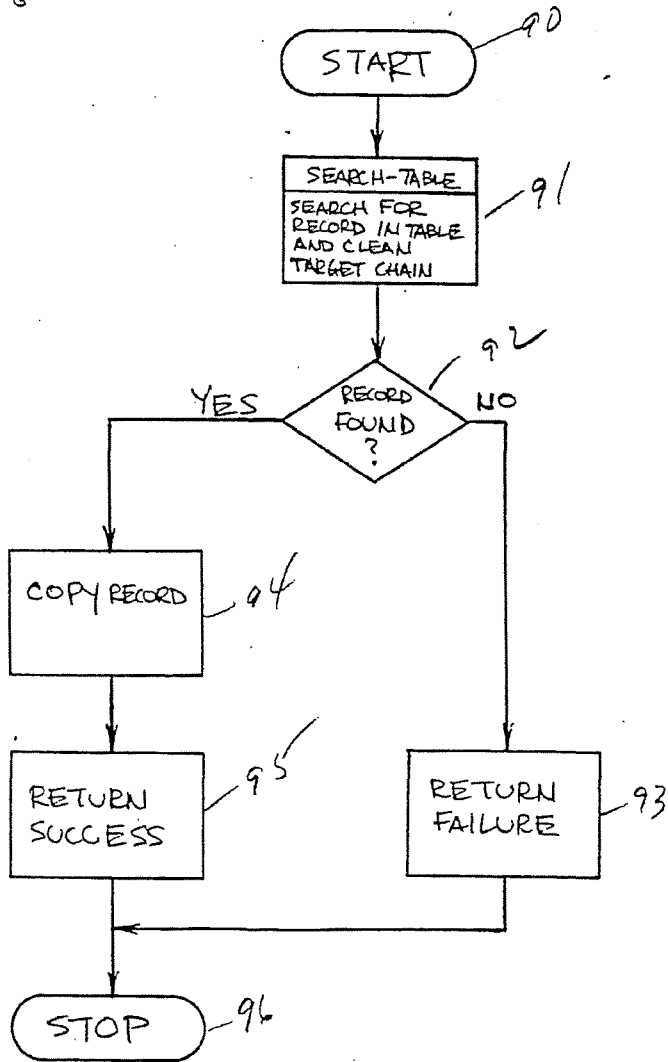 90
START
SEARCH-TABLE
SEARCH FOR
RECORD IN TABLE
AND CLEAN
TARGET CHAIN
91
92
RECORD
FOUND
?
YES
NO
COPY RECORD
94
RETURN
SUCCESS
95
RETURN
FAILURE
93
STOP
96